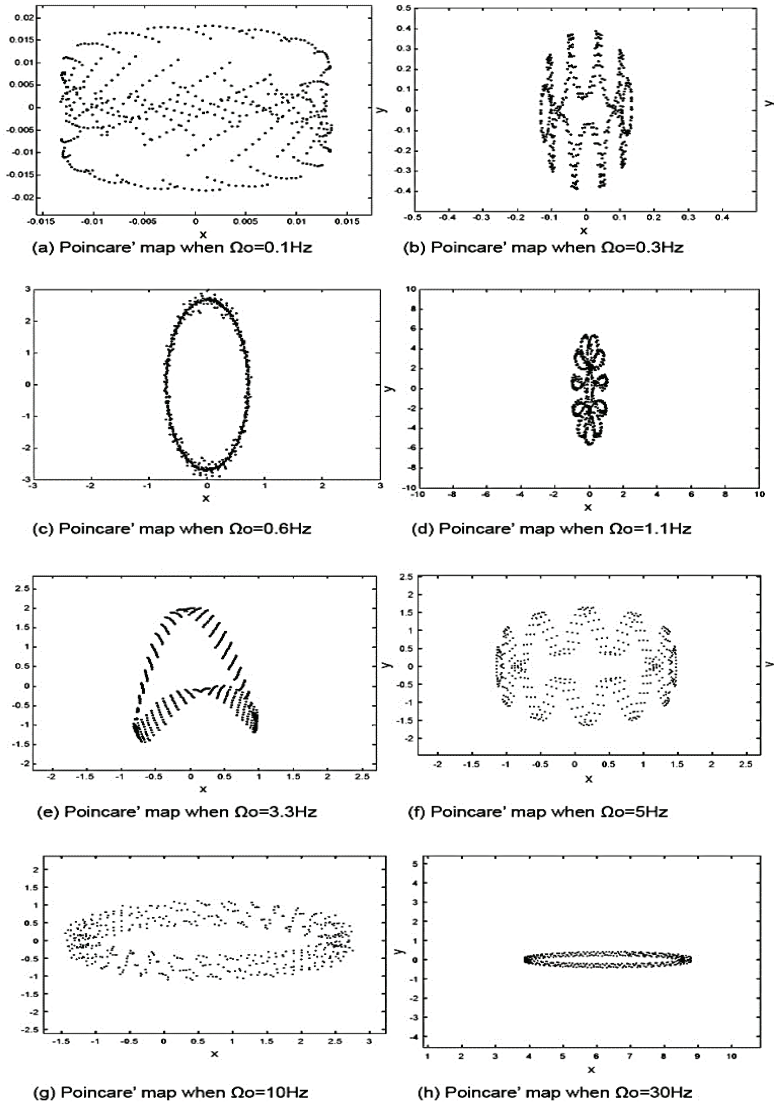 0.02
0.015
0.01
0.005
0
-0.005
-0.01
-0.015
-0.02
-0.015 -0.01 -0.005 0 0.005 0.01 0.015
x
(a) Poincare' map when Ωo=0.1Hz
0.5
0.4
0.3
0.2
0.1
0
-0.1
-0.2
-0.3
0.4
-0.5 -0.4 -0.3 -0.2 -0.1 0 0.1 0.2 0.3 0.4
y
y
x
(b) Poincare' map when Ωo=0.3Hz
3
2
1
0
-1
-2
-3
-3 -2 -1 0 1 2 3
x
(c) Poincare' map when Ωo=0.6Hz
10
8
6
4
2
0
-2
-4
-6
-8
-10
-10 -8 -6 -4 -2 0 2 4 6 8 10
y
x
(d) Poincare' map when Ωo=1.1Hz
2.5
2
1.5
1
0.5
0
-0.5
-1
-1.5
-2
-2 -1.5 -1 -0.5 0 0.5 1 1.5 2 2.5
x
(e) Poincare' map when Ωo=3.3Hz
2.5
2
1.5
1
0.5
0
-0.5
-1
-1.5
-2
-2 -1.5 -1 -0.5 0 0.5 1 1.5 2 2.5
y
y
x
(f) Poincare' map when Ωo=5Hz
2
1.5
1
0.5
0
-0.5
-1
-1.5
-2
-2.5
-1.5 -1 -0.5 0 0.5 1 1.5 2 2.5 3
x
(g) Poincare' map when Ωo=10Hz
5
4
3
2
1
0
-1
-2
-3
-4
1 2 3 4 5 6 7 8 9 10
y
x
(h) Poincare' map when Ωo=30Hz